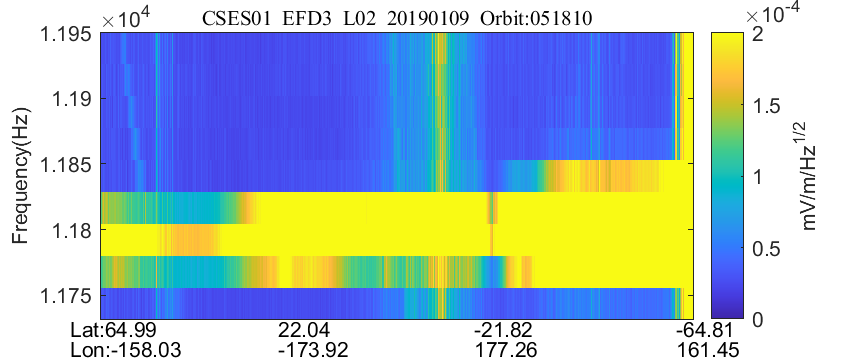 ×10⁴
CSES01 EFD3 L02 20190109 Orbit:051810
×10⁻⁴
1.195
1.19
1.185
1.18
1.175
Frequency(Hz)
2
1.5
1
0.5
0
mV/m/Hz^1/2
Lat:64.99 22.04 -21.82 -64.81
Lon:-158.03 -173.92 177.26 161.45